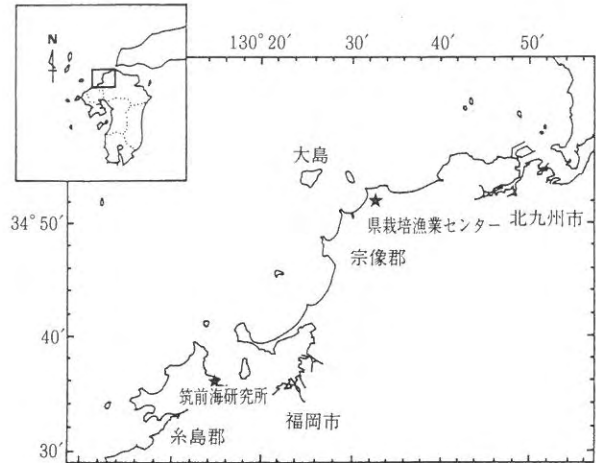 N
130° 20′ 30′ 40′ 50′
大島
34° 50′
県栽培漁業センター
北九州市
宗像郡
40′
筑前海研究所
福岡市
糸島郡
30′